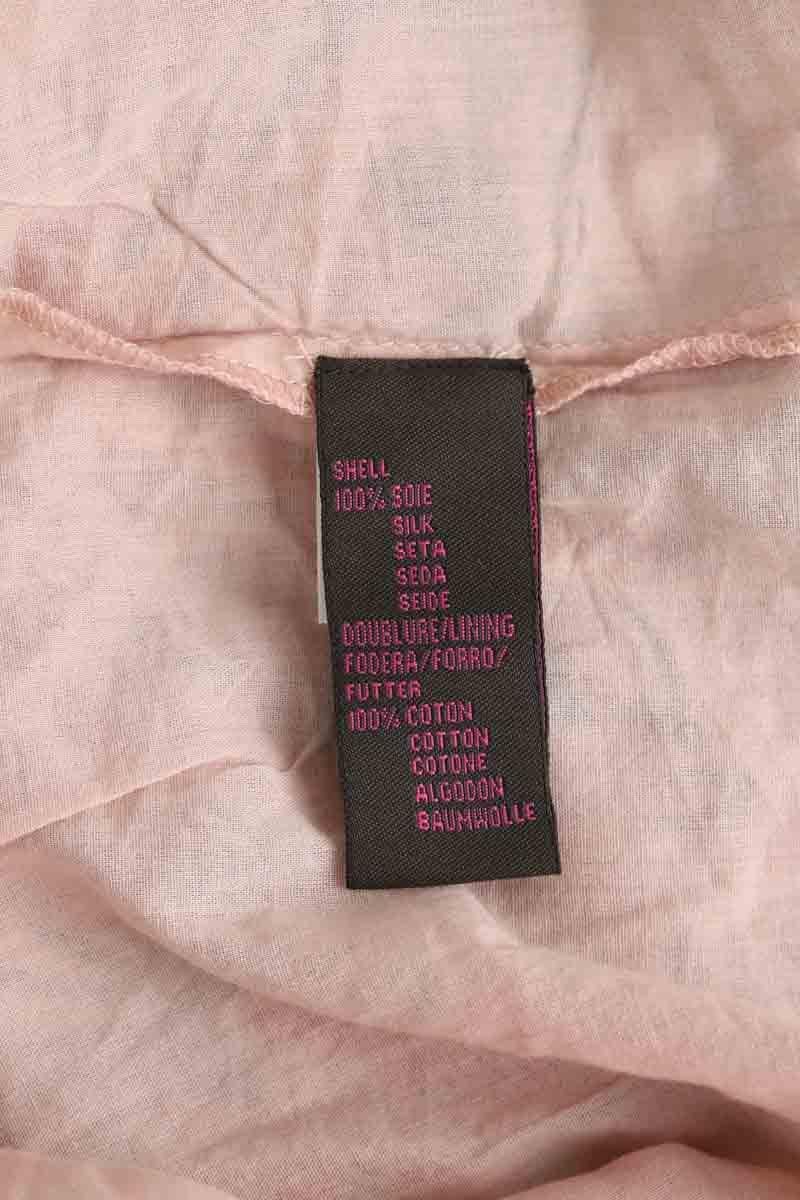 SHELL
100% SOIE
SILK
SETA
SEDA
SEIDE
DOUBLURE/LINING
FODERA/FORRO/
FUTTER
100% COTON
COTTON
COTONE
ALGODON
BAUMWOLLE